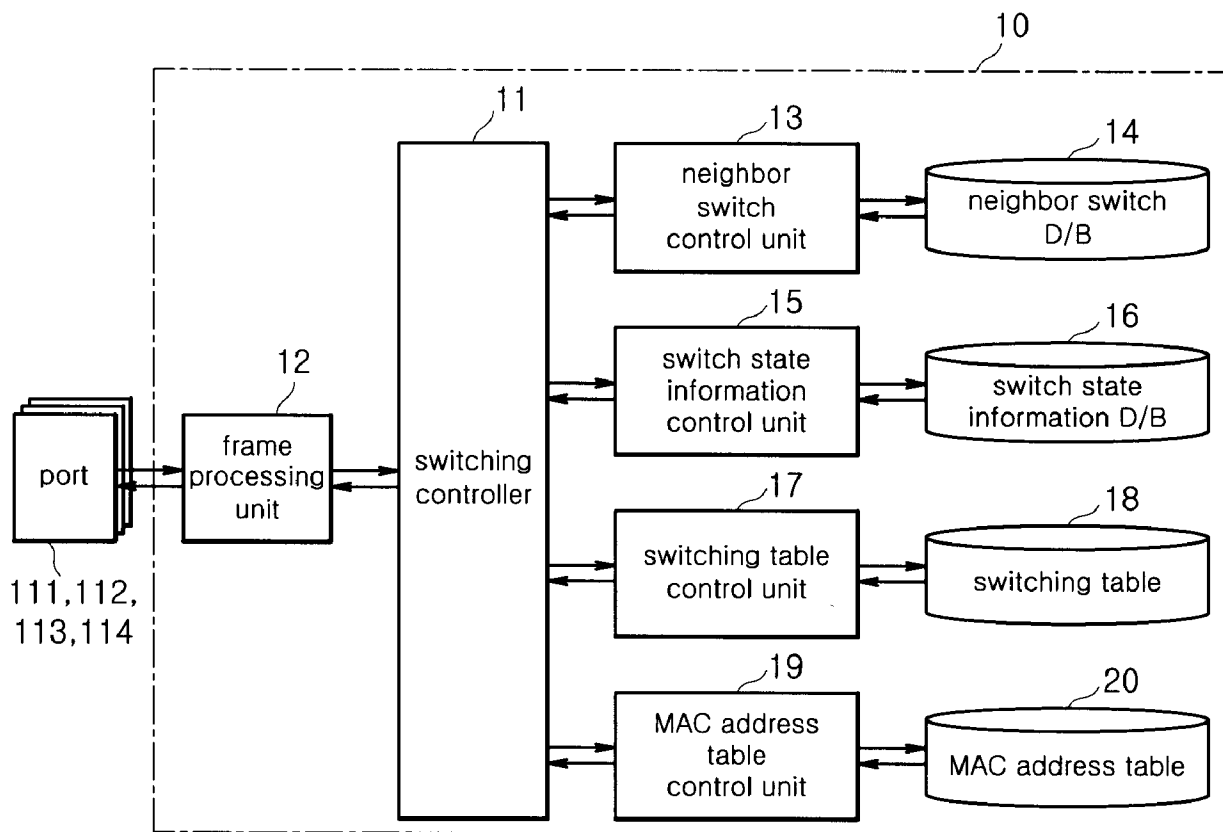 10
11
13
neighbor
switch
control unit
14
neighbor switch
D/B
15
switch state
information
control unit
16
switch state
information D/B
12
frame
processing
unit
port
111,112,
113,114
switching
controller
17
switching table
control unit
18
switching table
19
MAC address
table
control unit
20
MAC address table